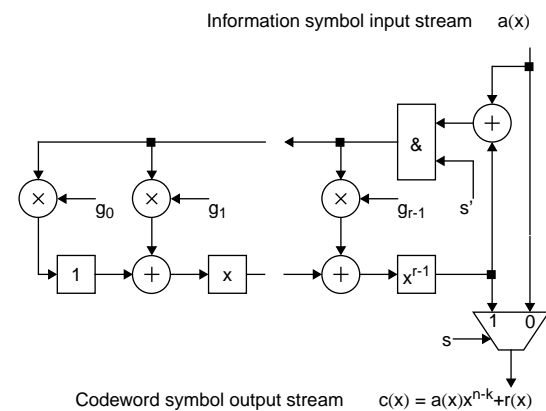 Information symbol input stream a(x)
+
&
× g₀
× g₁
× gᵣ₋₁
s'
1
+
x
+
xʳ⁻¹
1 0
s
Codeword symbol output stream c(x) = a(x)xⁿ⁻ᵏ+r(x)